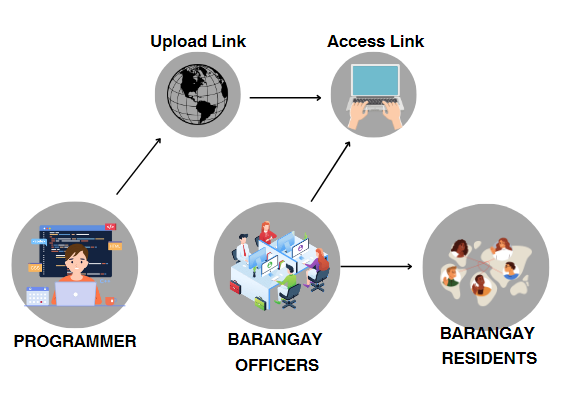 Upload Link
Access Link
PROGRAMMER
BARANGAY
OFFICERS
BARANGAY
RESIDENTS